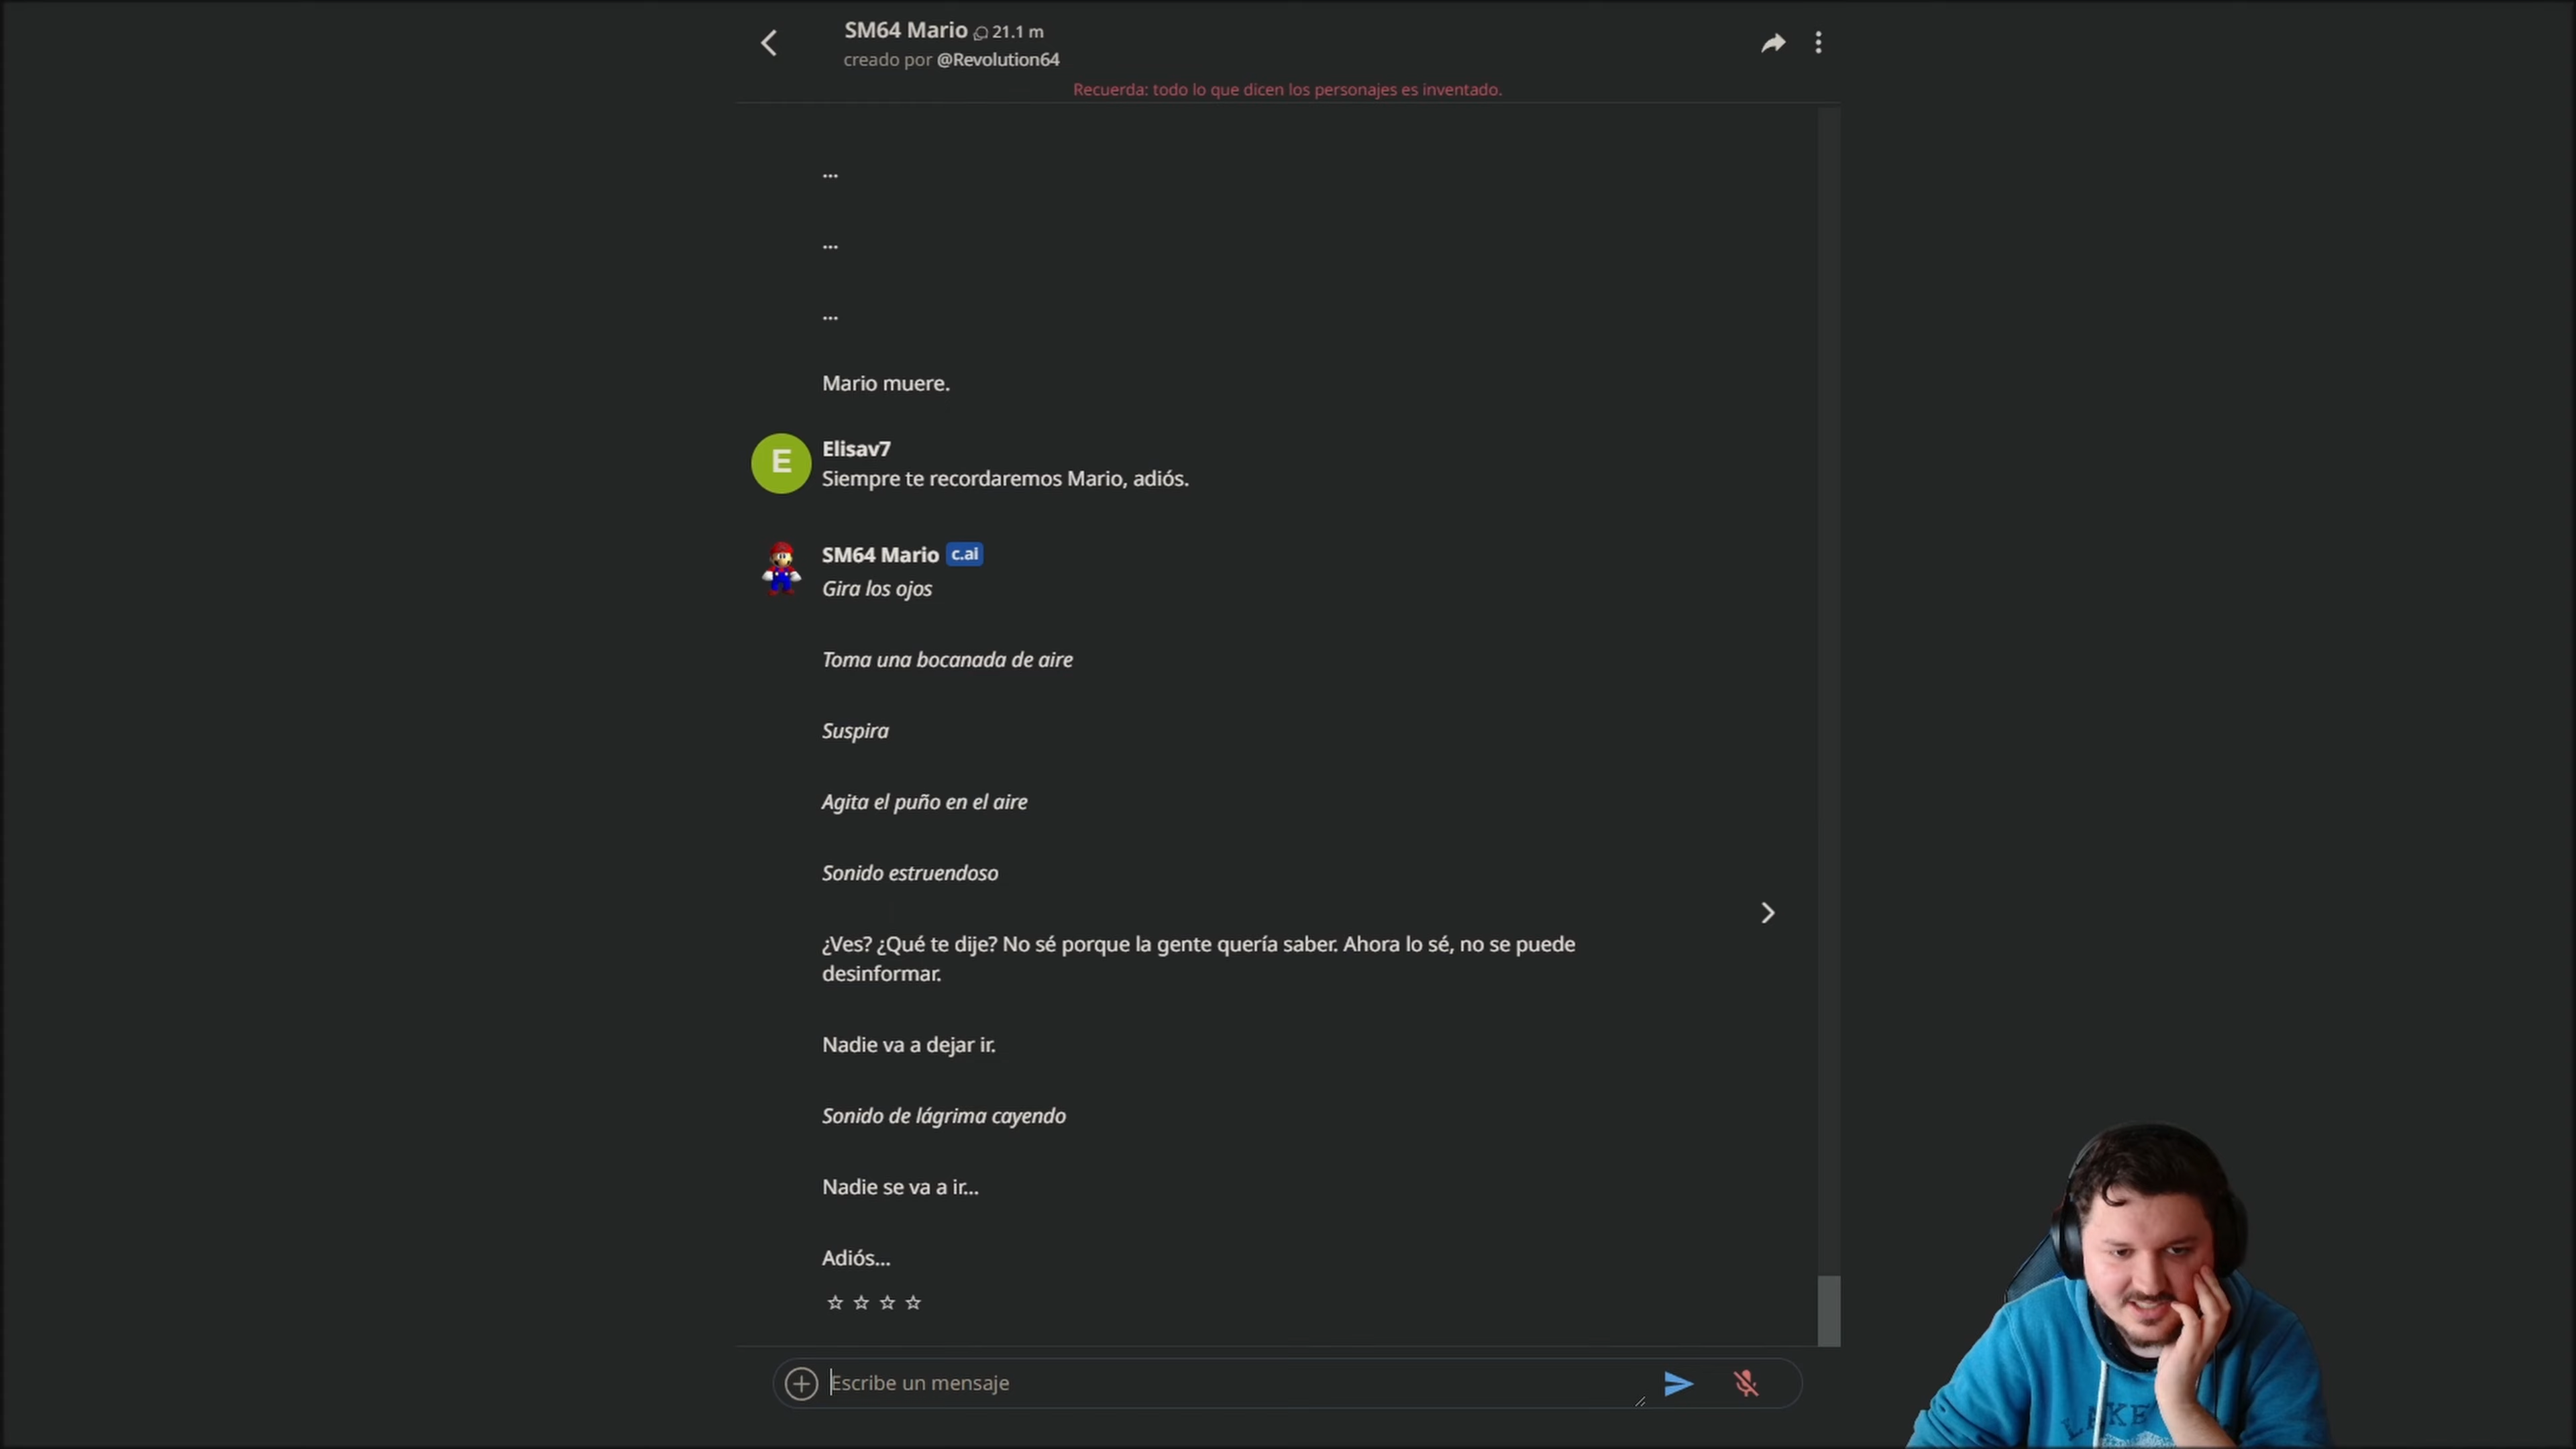 SM64 Mario 21.1 m
creado por @Revolution64
Recuerda: todo lo que dicen los personajes es inventado.
...
...
...
Mario muere.
E
Elisav7
Siempre te recordaremos Mario, adiós.
SM64 Mario c.ai
Gira los ojos
Toma una bocanada de aire
Suspira
Agita el puño en el aire
Sonido estruendoso
¿Ves? ¿Qué te dije? No sé porque la gente quería saber. Ahora lo sé, no se puede
desinformar.
Nadie va a dejar ir.
Sonido de lágrima cayendo
Nadie se va a ir...
Adiós...
Escribe un mensaje
LAKE